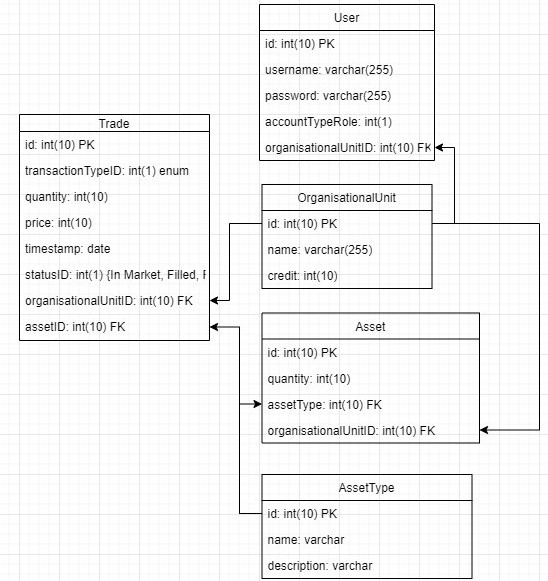 User
id: int(10) PK
username: varchar(255)
password: varchar(255)
accountTypeRole: int(1)
organisationalUnitID: int(10) FK
Trade
id: int(10) PK
transactionTypeID: int(1) enum
quantity: int(10)
price: int(10)
timestamp: date
statusID: int(1) {In Market, Filled,
organisationalUnitID: int(10) FK
assetID: int(10) FK
OrganisationalUnit
id: int(10) PK
name: varchar(255)
credit: int(10)
Asset
id: int(10) PK
quantity: int(10)
assetType: int(10) FK
organisationalUnitID: int(10) FK
AssetType
id: int(10) PK
name: varchar
description: varchar